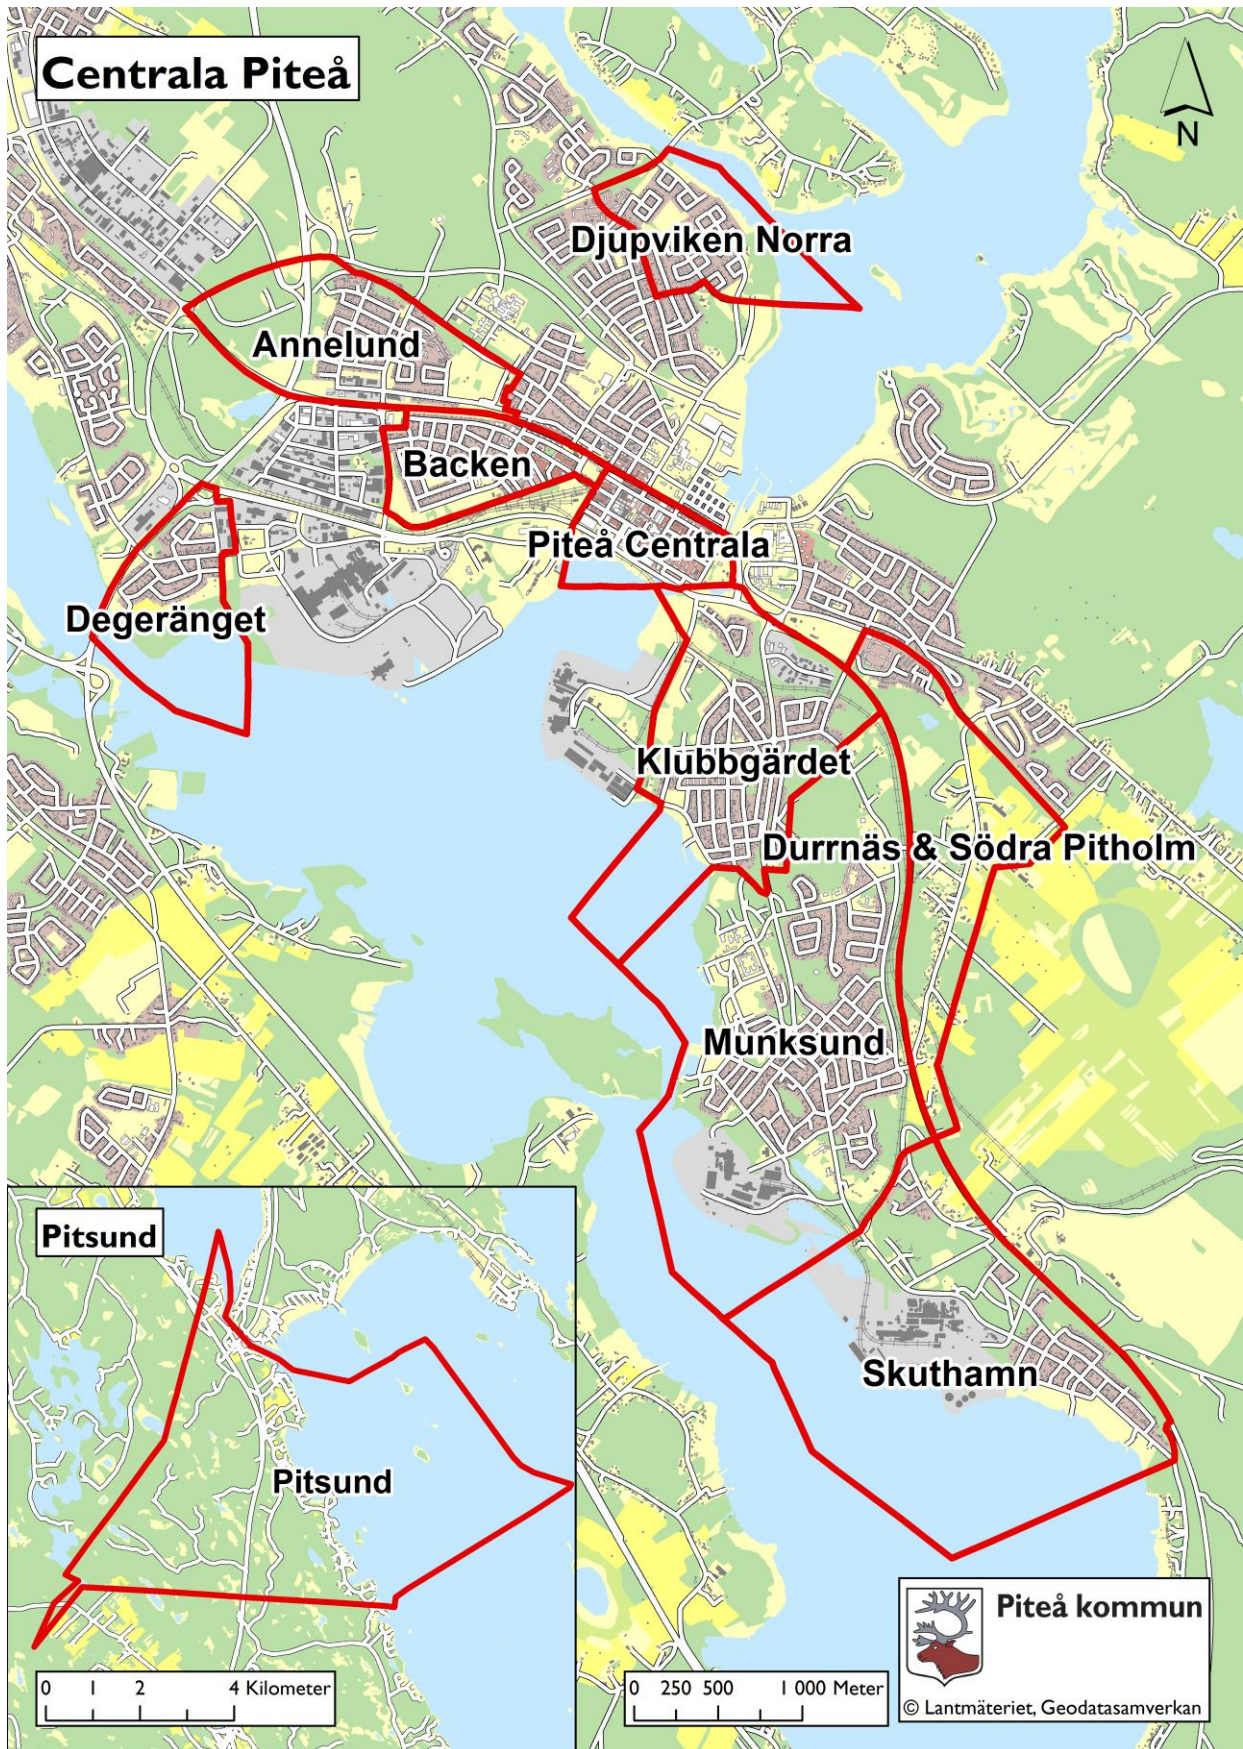 Centrala Piteå
N
Djupviken Norra
Annelund
Backen
Piteå Centrala
Degeränget
Klubbgärdet
Durrnäs & Södra Pitholm
Munksund
Pitsund
Skuthamn
Pitsund
Piteå kommun
0 1 2 4 Kilometer
0 250 500 1 000 Meter
© Lantmäteriet, Geodatasamverkan